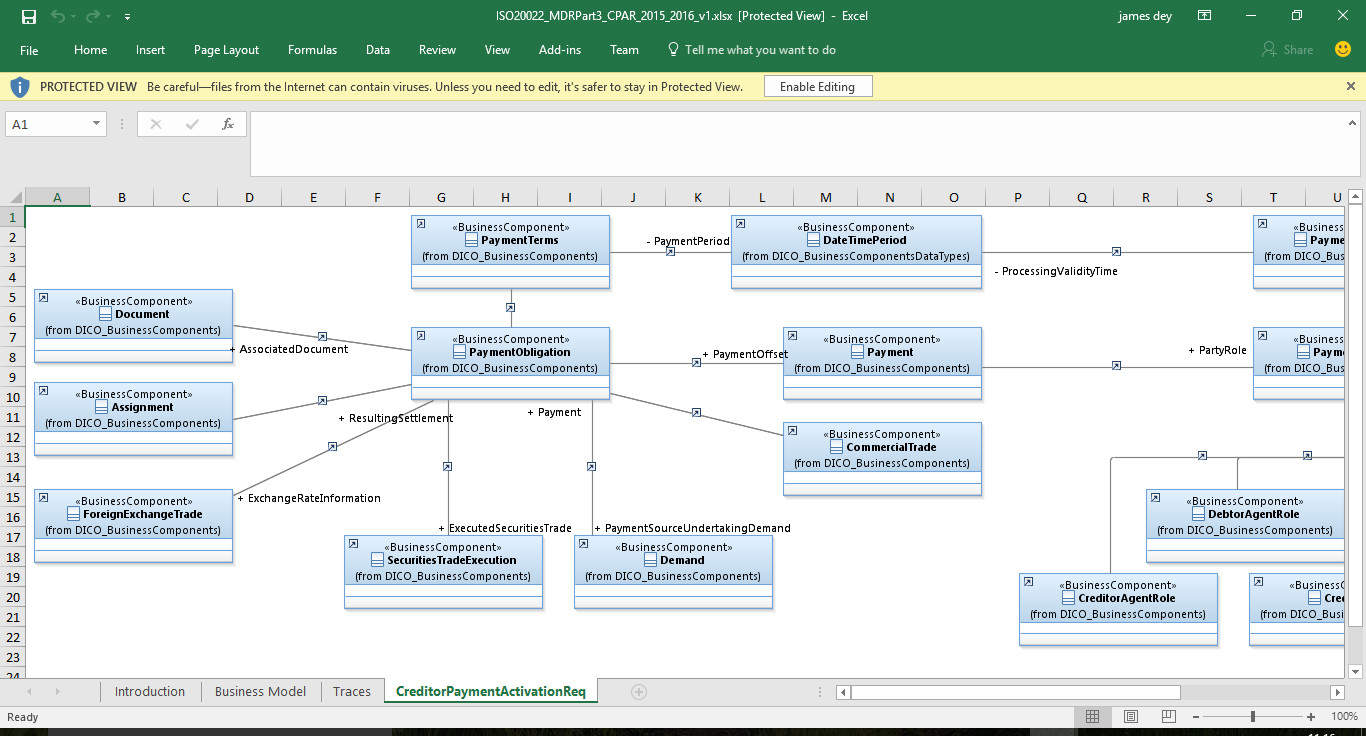 ISO20022_MDRPart3_CPAR_2015_2016_v1.xlsx [Protected View] - Excel
james dey
File Home Insert Page Layout Formulas Data Review View Add-ins Team Tell me what you want to do Share
PROTECTED VIEW Be careful—files from the Internet can contain viruses. Unless you need to edit, it's safer to stay in Protected View. Enable Editing
A1 fx
A B C D E F G H I J K L M N O P Q R S T U
1
2
3
4
5
6
7
8
9
10
11
12
13
14
15
16
17
18
19
20
21
22
23
24
«BusinessComponent»
PaymentTerms
(from DICO_BusinessComponents)
- PaymentPeriod
«BusinessComponent»
DateTimePeriod
(from DICO_BusinessComponentsDataTypes)
- ProcessingValidityTime
«Busines
Payme
(from DICO_Bus
«BusinessComponent»
Document
(from DICO_BusinessComponents)
+ AssociatedDocument
«BusinessComponent»
PaymentObligation
(from DICO_BusinessComponents)
+ PaymentOffset
«BusinessComponent»
Payment
(from DICO_BusinessComponents)
+ PartyRole
«Busines
Paym
(from DICO_Bus
«BusinessComponent»
Assignment
(from DICO_BusinessComponents)
+ ResultingSettlement
+ Payment
«BusinessComponent»
CommercialTrade
(from DICO_BusinessComponents)
«BusinessComponent»
ForeignExchangeTrade
(from DICO_BusinessComponents)
+ ExchangeRateInformation
+ ExecutedSecuritiesTrade
+ PaymentSourceUndertakingDemand
«BusinessComponent»
DebtorAgentRole
(from DICO_BusinessComponents)
«BusinessComponent»
SecuritiesTradeExecution
(from DICO_BusinessComponents)
«BusinessComponent»
Demand
(from DICO_BusinessComponents)
«BusinessComponent»
CreditorAgentRole
(from DICO_BusinessComponents)
«BusinessC
Cre
(from DICO_Busi
Introduction Business Model Traces CreditorPaymentActivationReq
Ready
100%